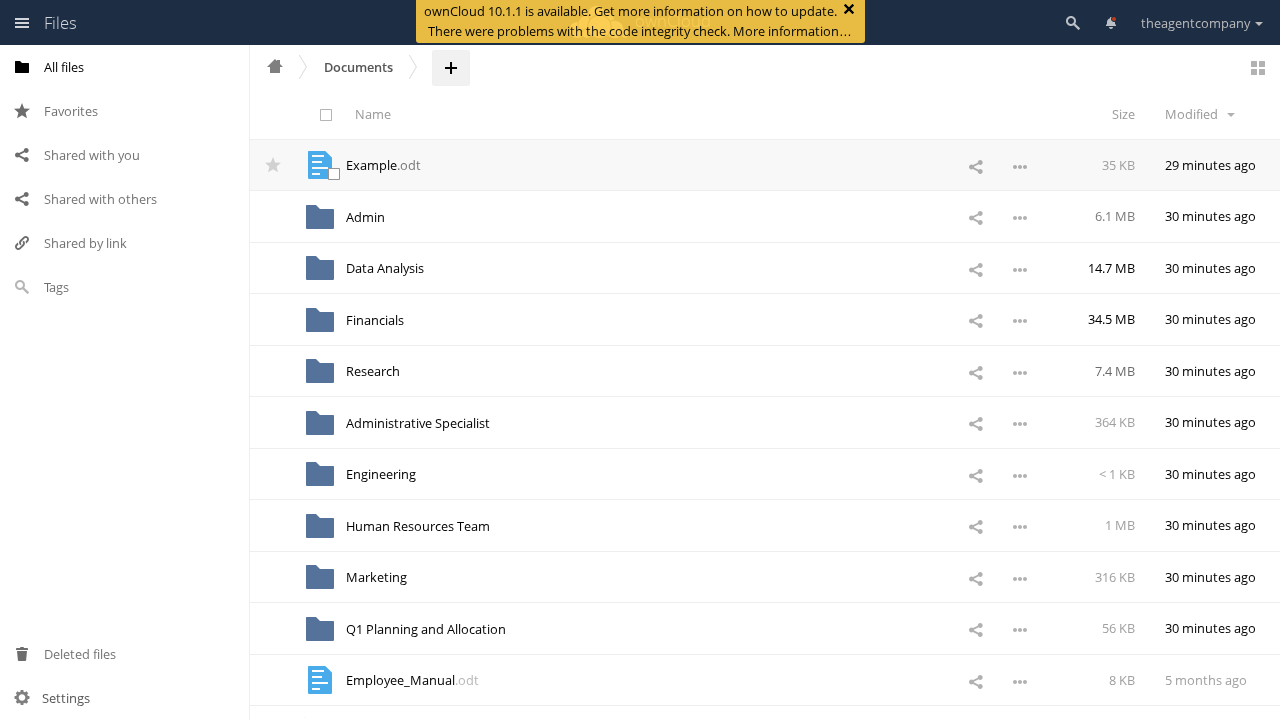 Files
ownCloud 10.1.1 is available. Get more information on how to update.
There were problems with the code integrity check. More information…
theagentcompany
All files
Favorites
Shared with you
Shared with others
Shared by link
Tags
Deleted files
Settings
Documents
Name Size Modified
Example.odt 35 KB 29 minutes ago
Admin 6.1 MB 30 minutes ago
Data Analysis 14.7 MB 30 minutes ago
Financials 34.5 MB 30 minutes ago
Research 7.4 MB 30 minutes ago
Administrative Specialist 364 KB 30 minutes ago
Engineering < 1 KB 30 minutes ago
Human Resources Team 1 MB 30 minutes ago
Marketing 316 KB 30 minutes ago
Q1 Planning and Allocation 56 KB 30 minutes ago
Employee_Manual.odt 8 KB 5 months ago